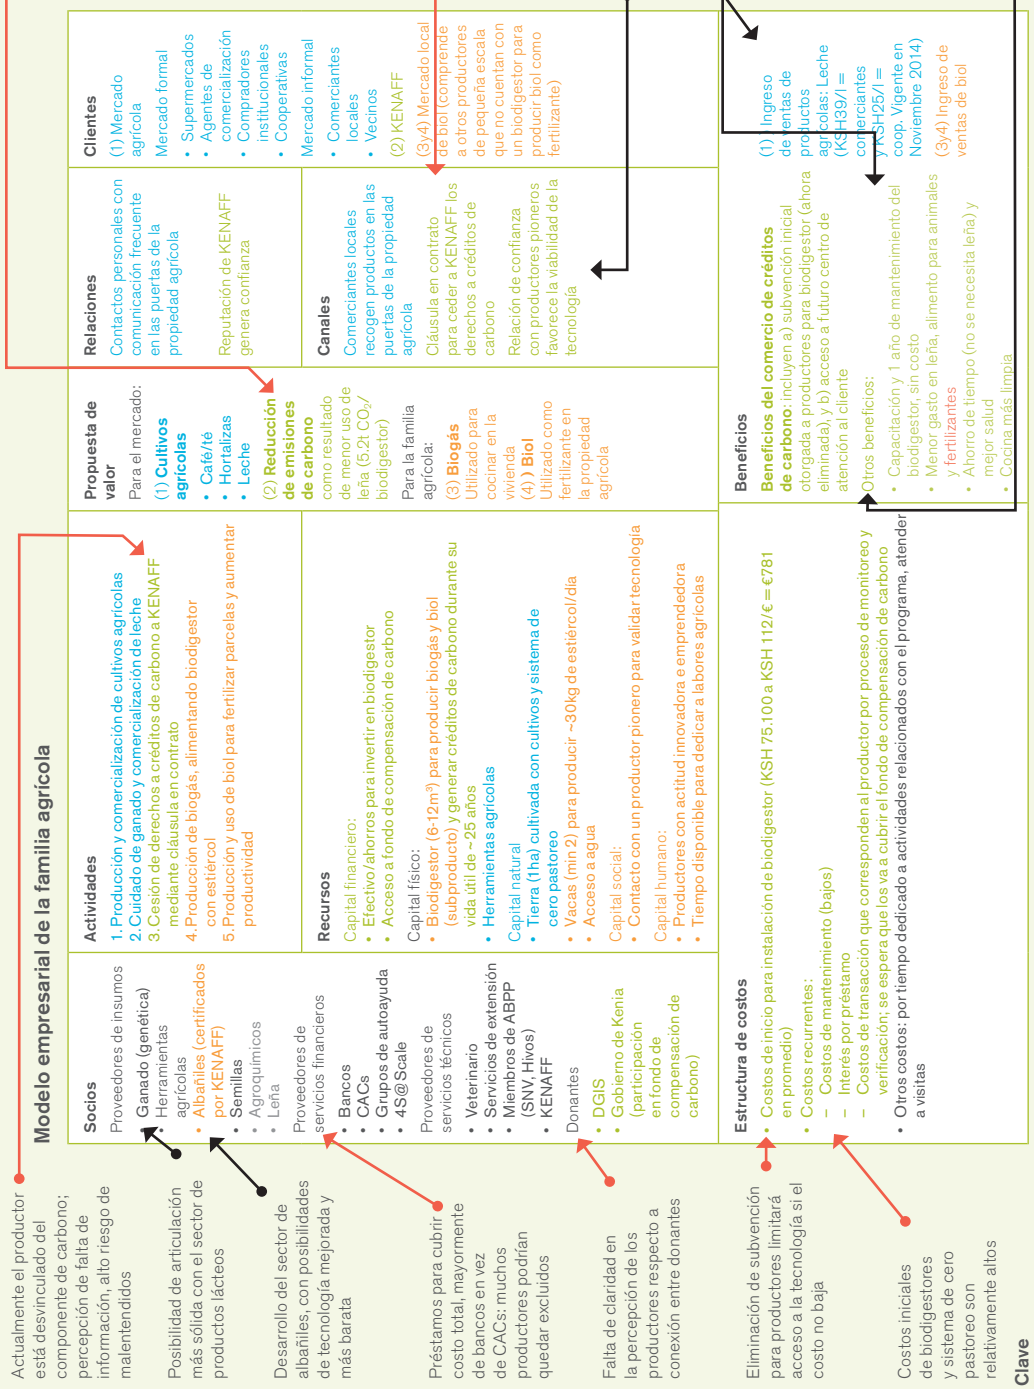 Modelo empresarial de la familia agrícola
Actualmente el productor
está desvinculado del
componente de carbono;
percepción de falta de
información, alto riesgo de
malentendidos
Posibilidad de articulación
más sólida con el sector de
productos lácteos
Desarrollo del sector de
albañiles, con posibilidades
de tecnología mejorada y
más barata
Préstamos para cubrir
costo total, mayormente
de bancos en vez
de CACs: muchos
productores podrían
quedar excluidos
Falta de claridad en
la percepción de los
productores respecto a
conexión entre donantes
Eliminación de subvención
para productores limitará
acceso a la tecnología si el
costo no baja
Costos iniciales
de biodigestores
y sistema de cero
pastoreo son
relativamente altos
Clave
Socios
Proveedores de insumos
• Ganado (genética)
• Herramientas
agrícolas
• Albañiles (certificados
por KENAFF)
• Semillas
• Agroquímicos
• Leña
Proveedores de
servicios financieros
• Bancos
• CACs
• Grupos de autoayuda
• 4S@Scale
Proveedores de
servicios técnicos
• Veterinario
• Servicios de extensión
• Miembros de ABPP
(SNV, Hivos)
• KENAFF
Donantes
• DGIS
• Gobierno de Kenia
(participación
en fondo de
compensación de
carbono)
Actividades
1. Producción y comercialización de cultivos agrícolas
2. Cuidado de ganado y comercialización de leche
3. Cesión de derechos a créditos de carbono a KENAFF
mediante cláusula en contrato
4. Producción de biogás, alimentando biodigestor
con estiércol
5. Producción y uso de biol para fertilizar parcelas y aumentar
productividad
Recursos
Capital financiero:
• Efectivo/ahorros para invertir en biodigestor
• Acceso a fondo de compensación de carbono
Capital físico:
• Biodigestor (6-12m³) para producir biogás y biol
(subproducto) y generar créditos de carbono durante su
vida útil de ~25 años
• Herramientas agrícolas
Capital natural
• Tierra (1ha) cultivada con cultivos y sistema de
cero pastoreo
• Vacas (min 2) para producir ~30kg de estiércol/día
• Acceso a agua
Capital social:
• Contacto con un productor pionero para validar tecnología
Capital humano:
• Productores con actitud innovadora e emprendedora
• Tiempo disponible para dedicar a labores agrícolas
Propuesta de
valor
Para el mercado:
(1) Cultivos
agrícolas
• Café/té
• Hortalizas
• Leche
(2) Reducción
de emisiones
de carbono
como resultado
de menor uso de
leña (5.2t CO₂/
biodigestor)
Para la familia
agrícola:
(3) Biogás
Utilizado para
cocinar en la
vivienda
(4) Biol
Utilizado como
fertilizante en
la propiedad
agrícola
Relaciones
Contactos personales con
comunicación frecuente
en las puertas de la
propiedad agrícola
Reputación de KENAFF
genera confianza
Canales
Comerciantes locales
recogen productos en las
puertas de la propiedad
agrícola
Cláusula en contrato
para ceder a KENAFF los
derechos a créditos de
carbono
Relación de confianza
con productores pioneros
favorece la viabilidad de la
tecnología
Clientes
(1) Mercado
agrícola
Mercado formal
• Supermercados
• Agentes de
comercialización
• Compradores
institucionales
• Cooperativas
Mercado informal
• Comerciantes
locales
• Vecinos
(2) KENAFF
(3y4) Mercado local
de biol (comprende
a otros productores
de pequeña escala
que no cuentan con
un biodigestor para
producir biol como
fertilizante)
Estructura de costos
• Costos de inicio para instalación de biodigestor (KSH 75.100 a KSH 112/€ = €781
en promedio)
• Costos recurrentes:
– Costos de mantenimiento (bajos)
– Interés por préstamo
– Costos de transacción que corresponden al productor por proceso de monitoreo y
verificación; se espera que los va a cubrir el fondo de compensación de carbono
• Otros costos: por tiempo dedicado a actividades relacionados con el programa, atender
a visitas
Beneficios
Beneficios del comercio de créditos
de carbono: incluyen a) subvención inicial
otorgada a productores para biodigestor (ahora
eliminada), y b) acceso a futuro centro de
atención al cliente
Otros beneficios:
• Capacitación y 1 año de mantenimiento del
biodigestor, sin costo
• Menor gasto en leña, alimento para animales
y fertilizantes
• Ahorro de tiempo (no se necesita leña) y
mejor salud
• Cocina más limpia
(1) Ingreso
de ventas de
productos
agrícolas: Leche
(KSH39/l =
comerciantes
y KSH25/l =
coop. Vigente en
Noviembre 2014)
(3y4) Ingreso de
ventas de biol